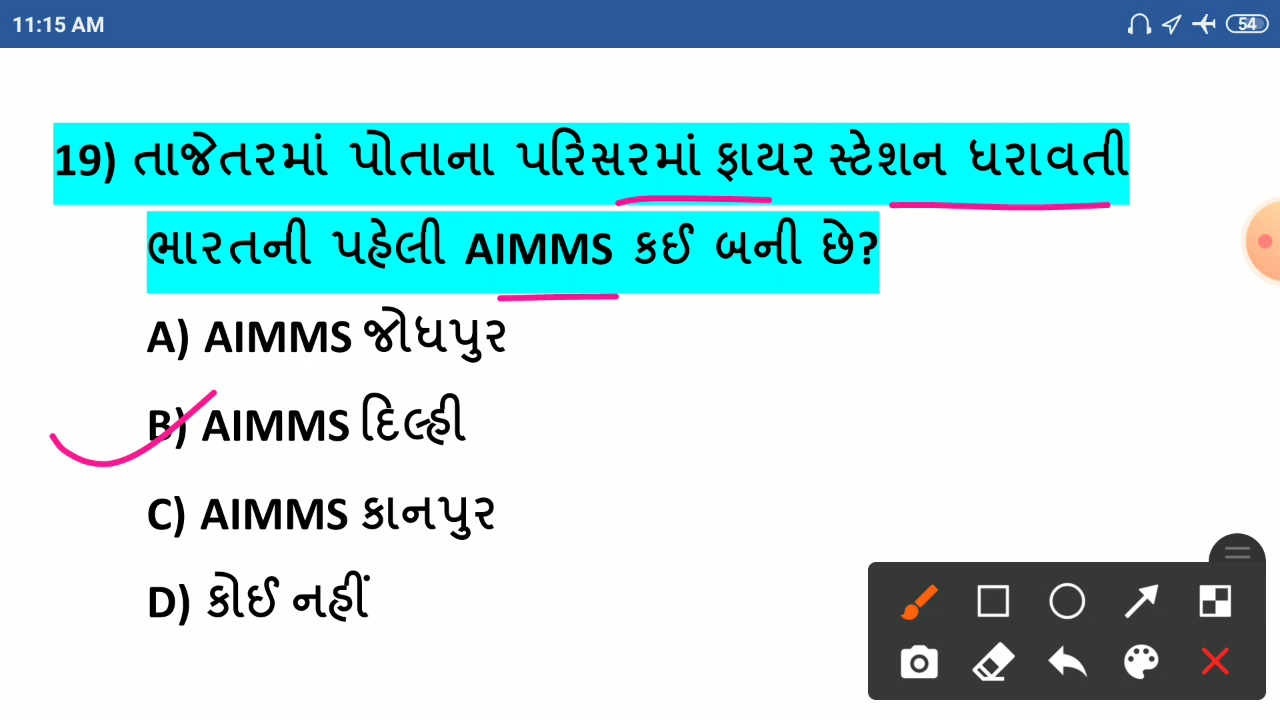 11:15 AM
54
19) તાજેતરમાં પોતાના પરિસરમાં ફાયર સ્ટેશન ધરાવતી
ભારતની પહેલી AIMMS કઈ બની છે?
A) AIMMS જોધપુર
B) AIMMS દિલ્હી
C) AIMMS કાનપુર
D) કોઈ નહીં